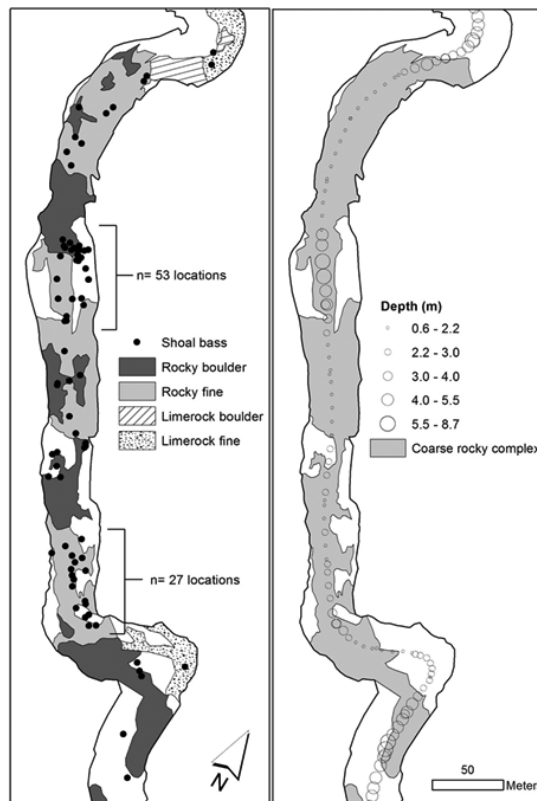 n= 53 locations
Shoal bass
Rocky boulder
Rocky fine
Limerock boulder
Limerock fine
n= 27 locations
N
Depth (m)
0.6 - 2.2
2.2 - 3.0
3.0 - 4.0
4.0 - 5.5
5.5 - 8.7
Coarse rocky complex
50
Meter